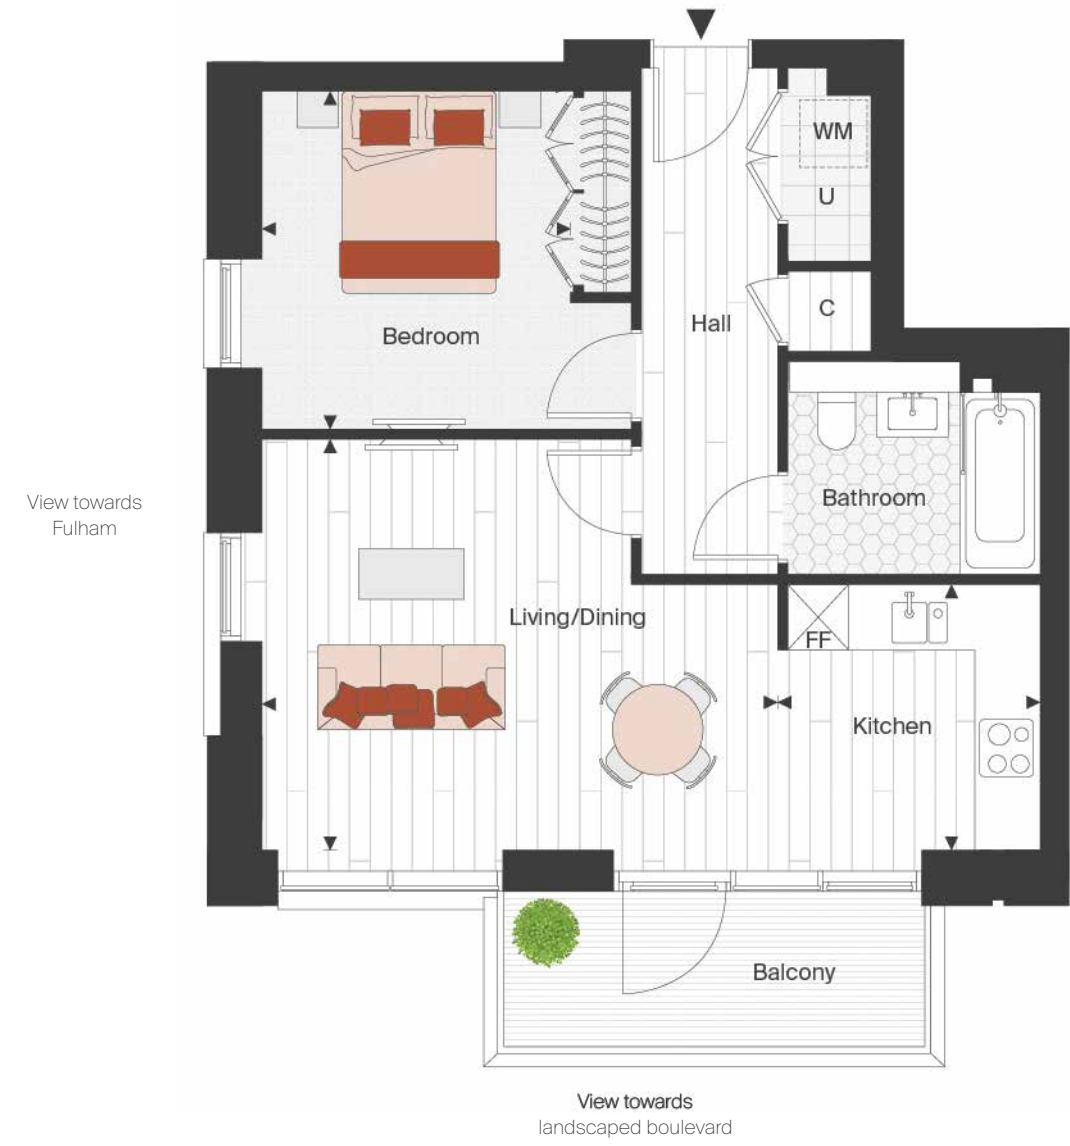 WM
U
C
Hall
Bedroom
Bathroom
View towards
Fulham
Living/Dining
FF
Kitchen
Balcony
View towards
landscaped boulevard